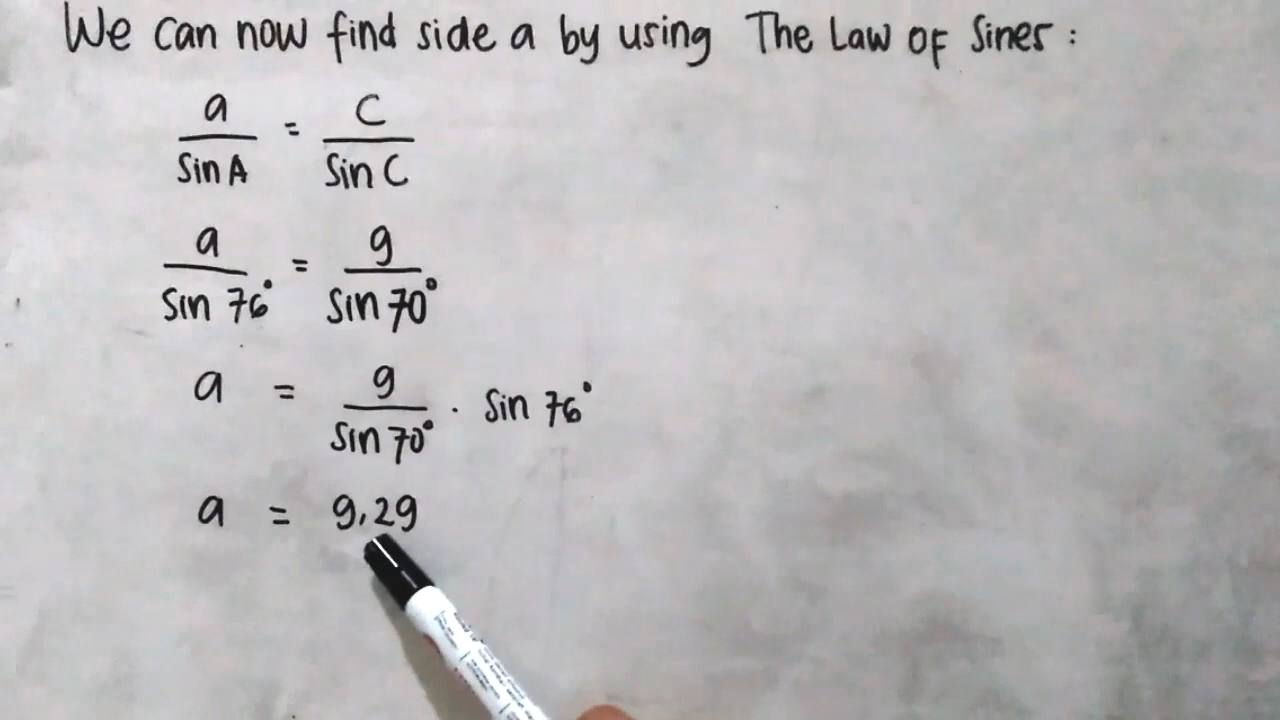 We can now find side a by using The Law of Sines :
a / sin A = c / sin C
a / sin 76° = 9 / sin 70°
a = 9 / sin 70° · sin 76°
a = 9,29